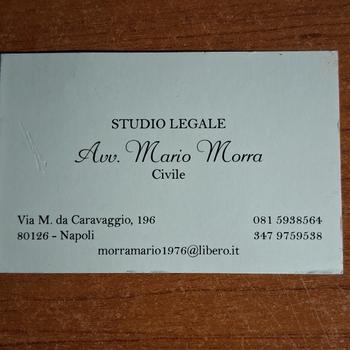 STUDIO LEGALE
Avv. Mario Morra
Civile
Via M. da Caravaggio, 196 081 5938564
80126 - Napoli 347 9759538
morramario1976@libero.it